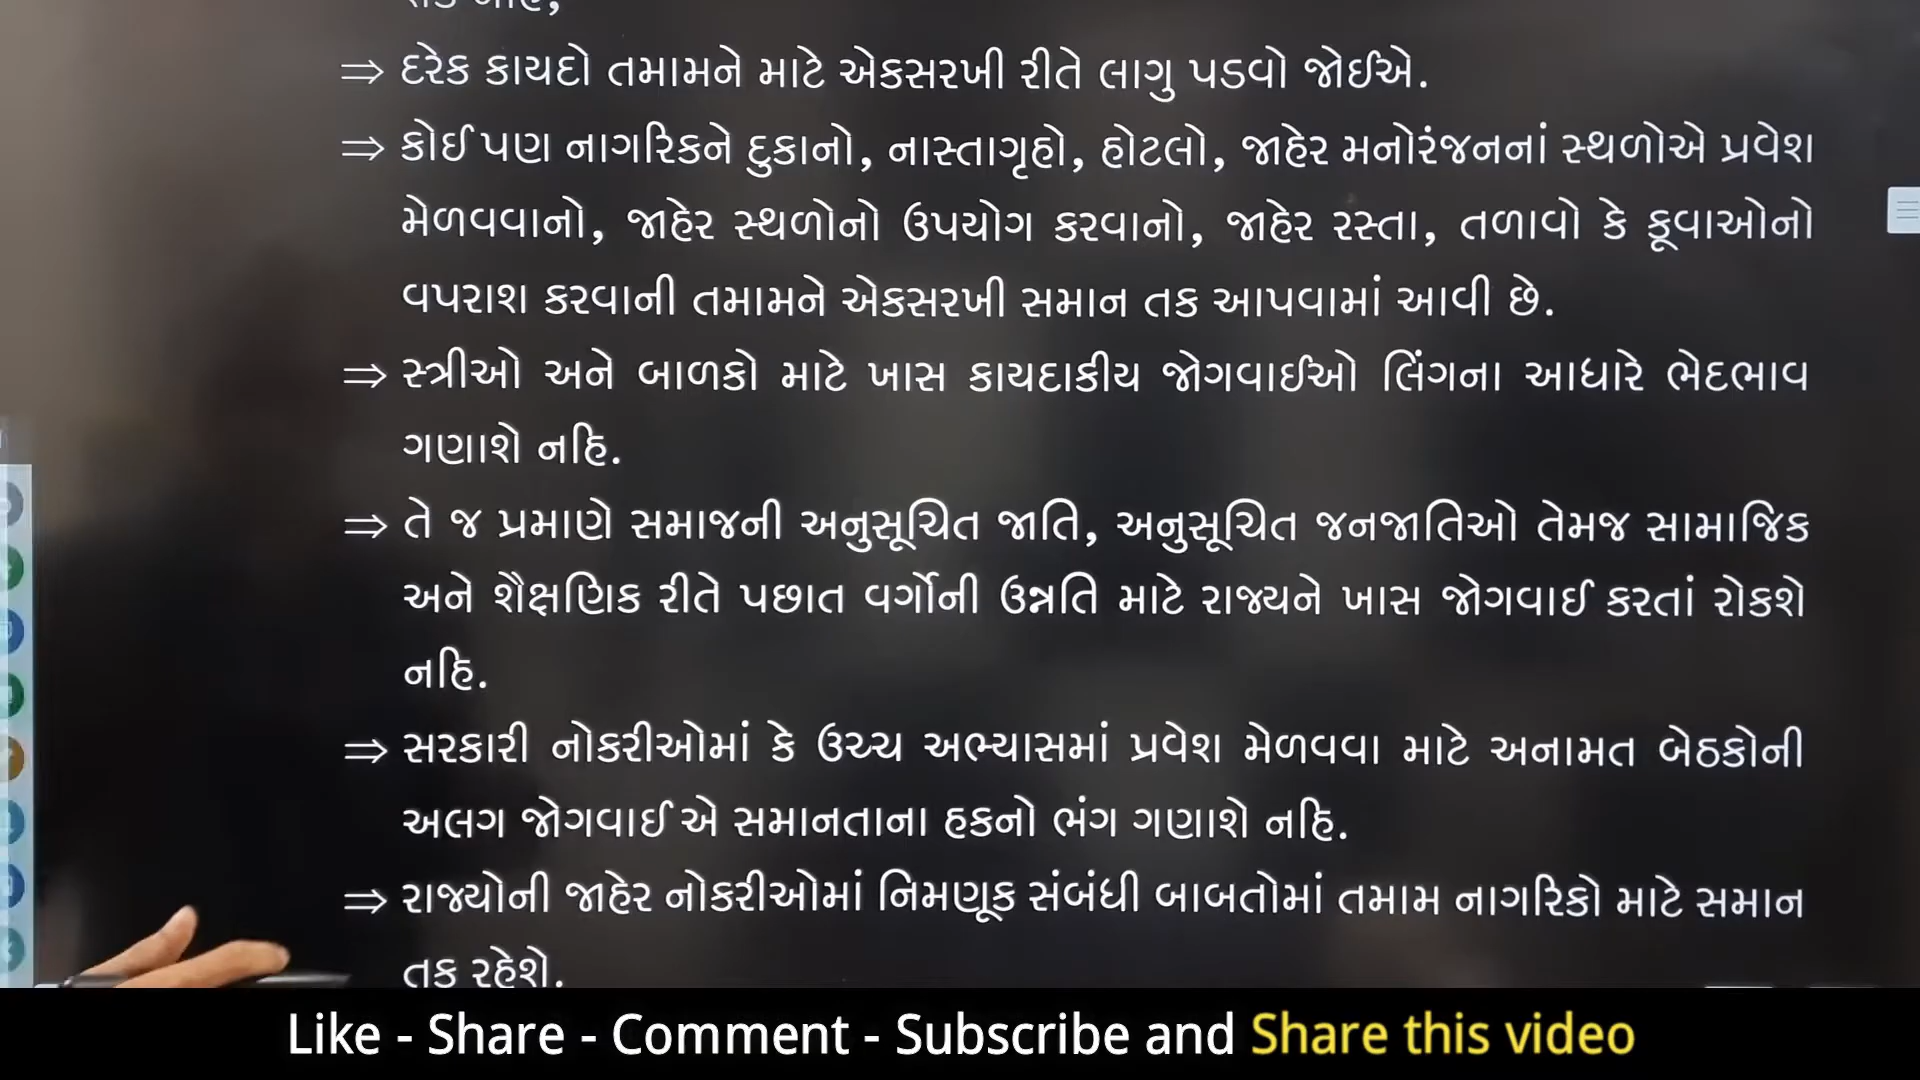 ⇒ દરેક કાયદો તમામને માટે એકસરખી રીતે લાગુ પડવો જોઈએ.
⇒ કોઈ પણ નાગરિકને દુકાનો, નાસ્તાગૃહો, હોટલો, જાહેર મનોરંજનનાં સ્થળોએ પ્રવેશ
મેળવવાનો, જાહેર સ્થળોનો ઉપયોગ કરવાનો, જાહેર રસ્તા, તળાવો કે કૂવાઓનો
વપરાશ કરવાની તમામને એકસરખી સમાન તક આપવામાં આવી છે.
⇒ સ્ત્રીઓ અને બાળકો માટે ખાસ કાયદાકીય જોગવાઈઓ લિંગના આધારે ભેદભાવ
ગણાશે નહિ.
⇒ તે જ પ્રમાણે સમાજની અનુસૂચિત જાતિ, અનુસૂચિત જનજાતિઓ તેમજ સામાજિક
અને શૈક્ષણિક રીતે પછાત વર્ગોની ઉન્નતિ માટે રાજ્યને ખાસ જોગવાઈ કરતાં રોકશે
નહિ.
⇒ સરકારી નોકરીઓમાં કે ઉચ્ચ અભ્યાસમાં પ્રવેશ મેળવવા માટે અનામત બેઠકોની
અલગ જોગવાઈ એ સમાનતાના હકનો ભંગ ગણાશે નહિ.
⇒ રાજ્યોની જાહેર નોકરીઓમાં નિમણૂક સંબંધી બાબતોમાં તમામ નાગરિકો માટે સમાન
તક રહેશે.
Like - Share - Comment - Subscribe and Share this video